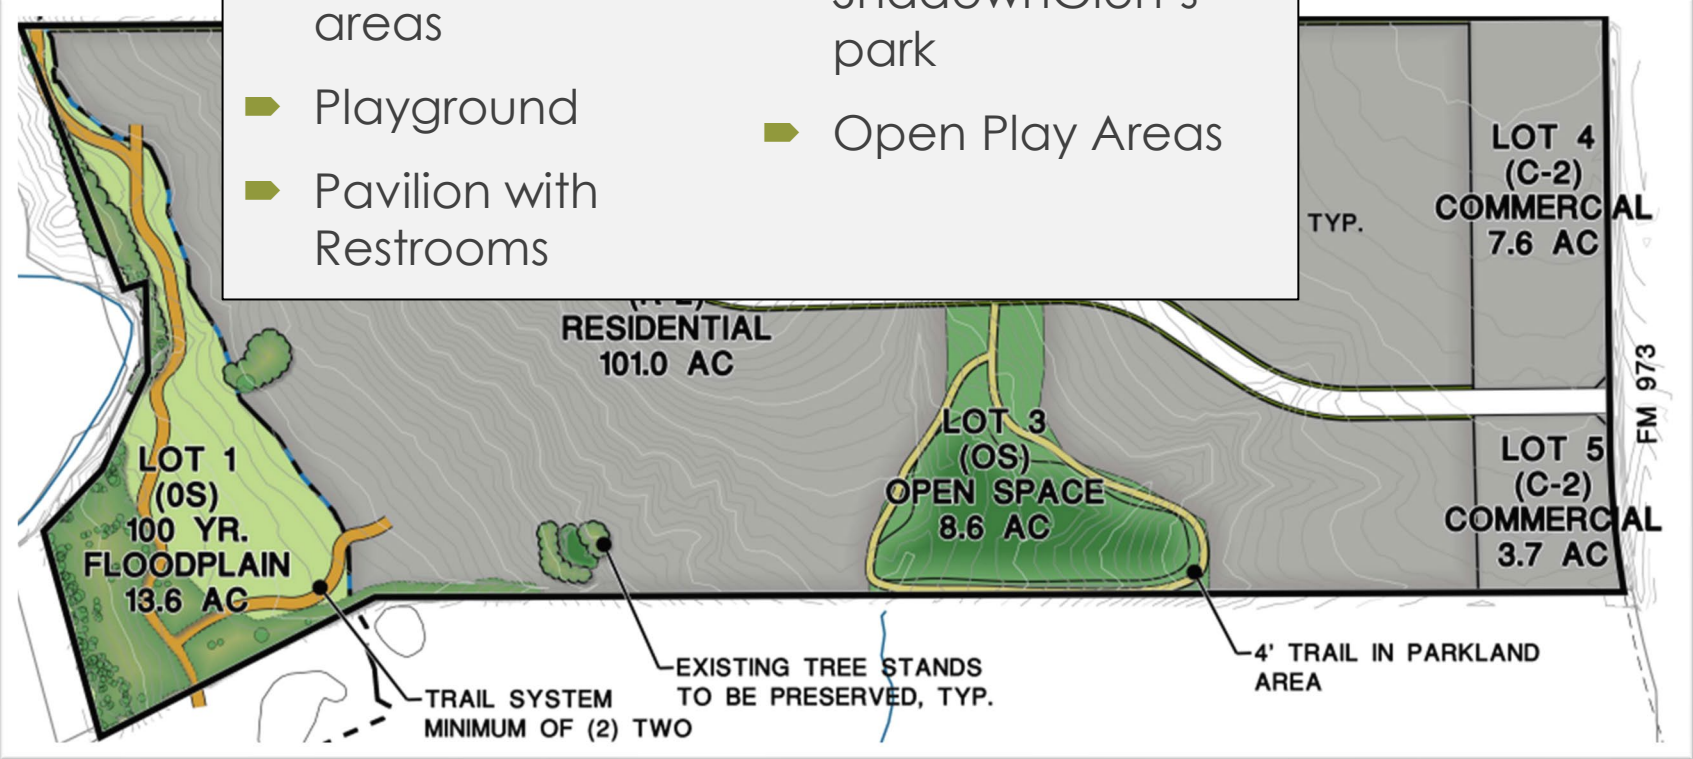 areas
Playground
Pavilion with
Restrooms
park
Open Play Areas
TYP.
LOT 4
(C-2)
COMMERCIAL
7.6 AC
RESIDENTIAL
101.0 AC
FM 973
LOT 3
(OS)
OPEN SPACE
8.6 AC
LOT 5
(C-2)
COMMERCIAL
3.7 AC
LOT 1
(OS)
100 YR.
FLOODPLAIN
13.6 AC
4' TRAIL IN PARKLAND
AREA
EXISTING TREE STANDS
TO BE PRESERVED, TYP.
TRAIL SYSTEM
MINIMUM OF (2) TWO